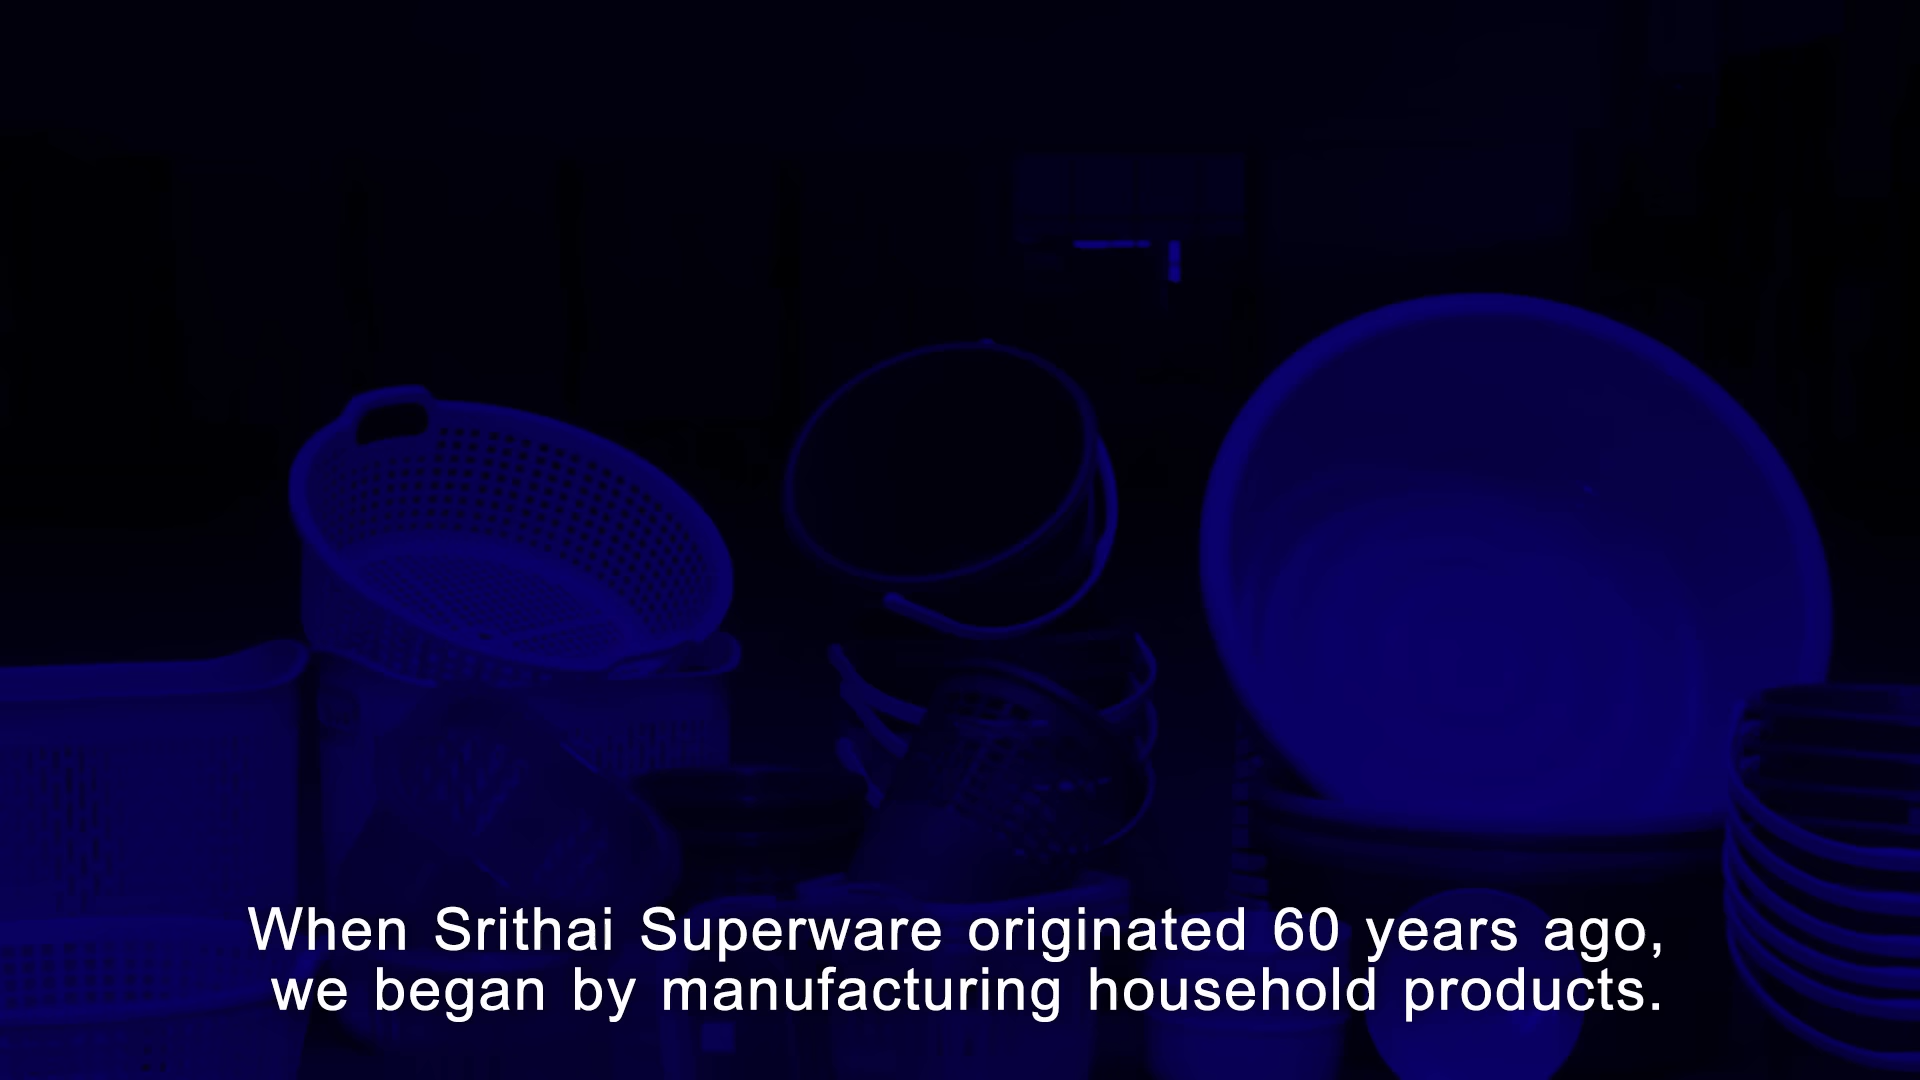 When Srithai Superware originated 60 years ago,
we began by manufacturing household products.